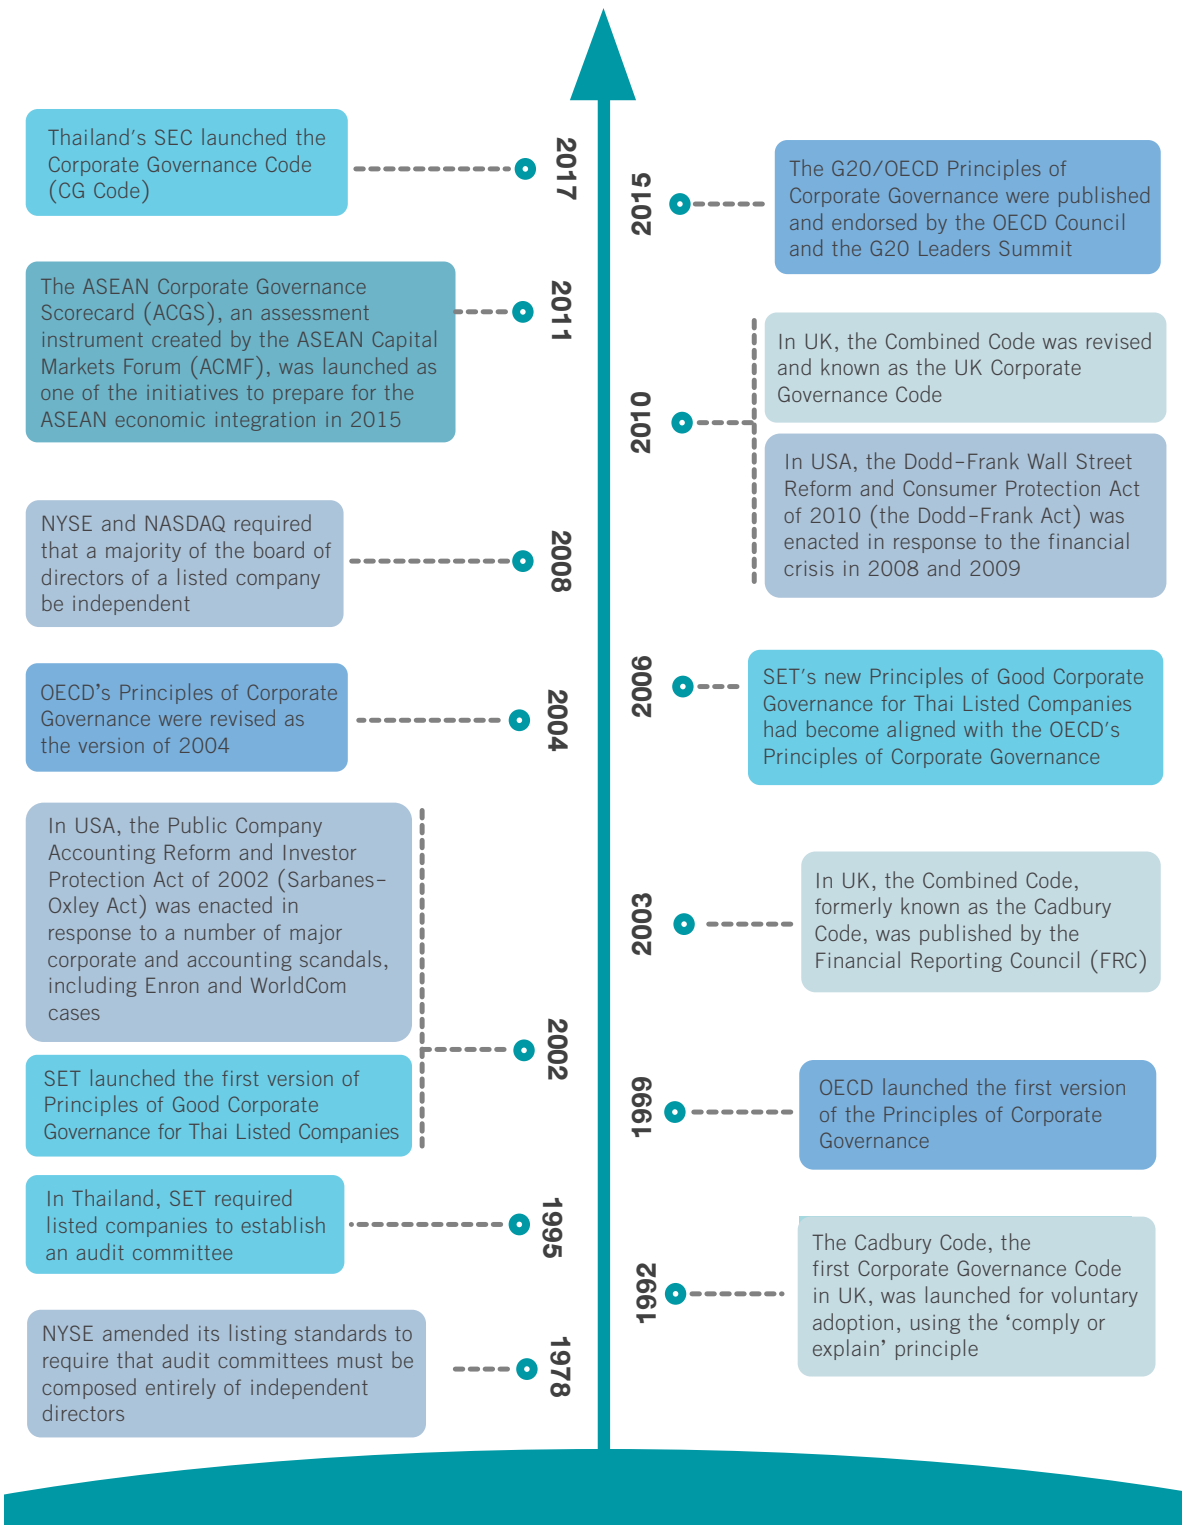 2017
Thailand's SEC launched the
Corporate Governance Code
(CG Code)
2015
The G20/OECD Principles of
Corporate Governance were published
and endorsed by the OECD Council
and the G20 Leaders Summit
2011
The ASEAN Corporate Governance
Scorecard (ACGS), an assessment
instrument created by the ASEAN Capital
Markets Forum (ACMF), was launched as
one of the initiatives to prepare for the
ASEAN economic integration in 2015
2010
In UK, the Combined Code was revised
and known as the UK Corporate
Governance Code
In USA, the Dodd–Frank Wall Street
Reform and Consumer Protection Act
of 2010 (the Dodd–Frank Act) was
enacted in response to the financial
crisis in 2008 and 2009
2008
NYSE and NASDAQ required
that a majority of the board of
directors of a listed company
be independent
2006
SET's new Principles of Good Corporate
Governance for Thai Listed Companies
had become aligned with the OECD's
Principles of Corporate Governance
2004
OECD's Principles of Corporate
Governance were revised as
the version of 2004
2003
In UK, the Combined Code,
formerly known as the Cadbury
Code, was published by the
Financial Reporting Council (FRC)
2002
In USA, the Public Company
Accounting Reform and Investor
Protection Act of 2002 (Sarbanes–
Oxley Act) was enacted in
response to a number of major
corporate and accounting scandals,
including Enron and WorldCom
cases
SET launched the first version of
Principles of Good Corporate
Governance for Thai Listed Companies
1999
OECD launched the first version
of the Principles of Corporate
Governance
1995
In Thailand, SET required
listed companies to establish
an audit committee
1992
The Cadbury Code, the
first Corporate Governance Code
in UK, was launched for voluntary
adoption, using the ‘comply or
explain’ principle
1978
NYSE amended its listing standards to
require that audit committees must be
composed entirely of independent
directors